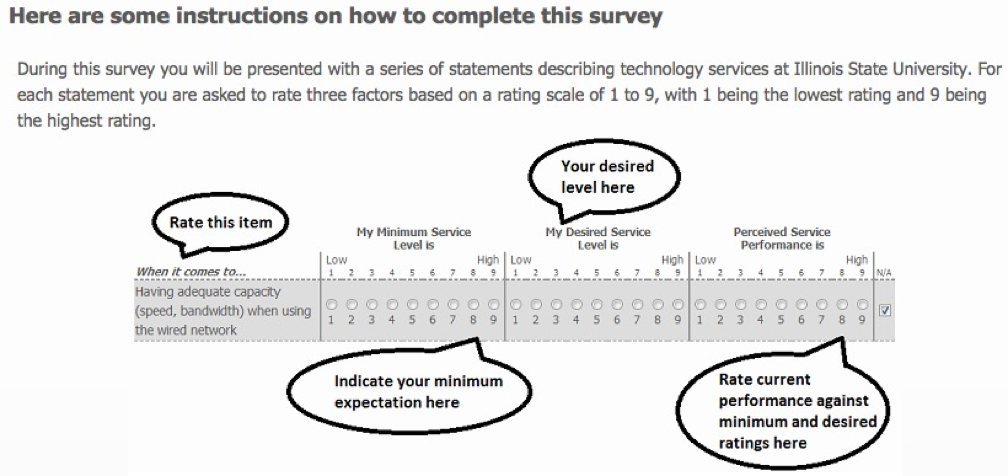 Here are some instructions on how to complete this survey
During this survey you will be presented with a series of statements describing technology services at Illinois State University. For
each statement you are asked to rate three factors based on a rating scale of 1 to 9, with 1 being the lowest rating and 9 being
the highest rating.
Your desired
level here
Rate this item
My Minimum Service
Level is
My Desired Service
Level is
Perceived Service
Performance is
Low High Low High Low High
When it comes to... 1 2 3 4 5 6 7 8 9 1 2 3 4 5 6 7 8 9 1 2 3 4 5 6 7 8 9 N/A
Having adequate capacity
(speed, bandwidth) when using
the wired network
1 2 3 4 5 6 7 8 9 1 2 3 4 5 6 7 8 9 1 2 3 4 5 6 7 8 9
Indicate your minimum
expectation here
Rate current
performance against
minimum and desired
ratings here